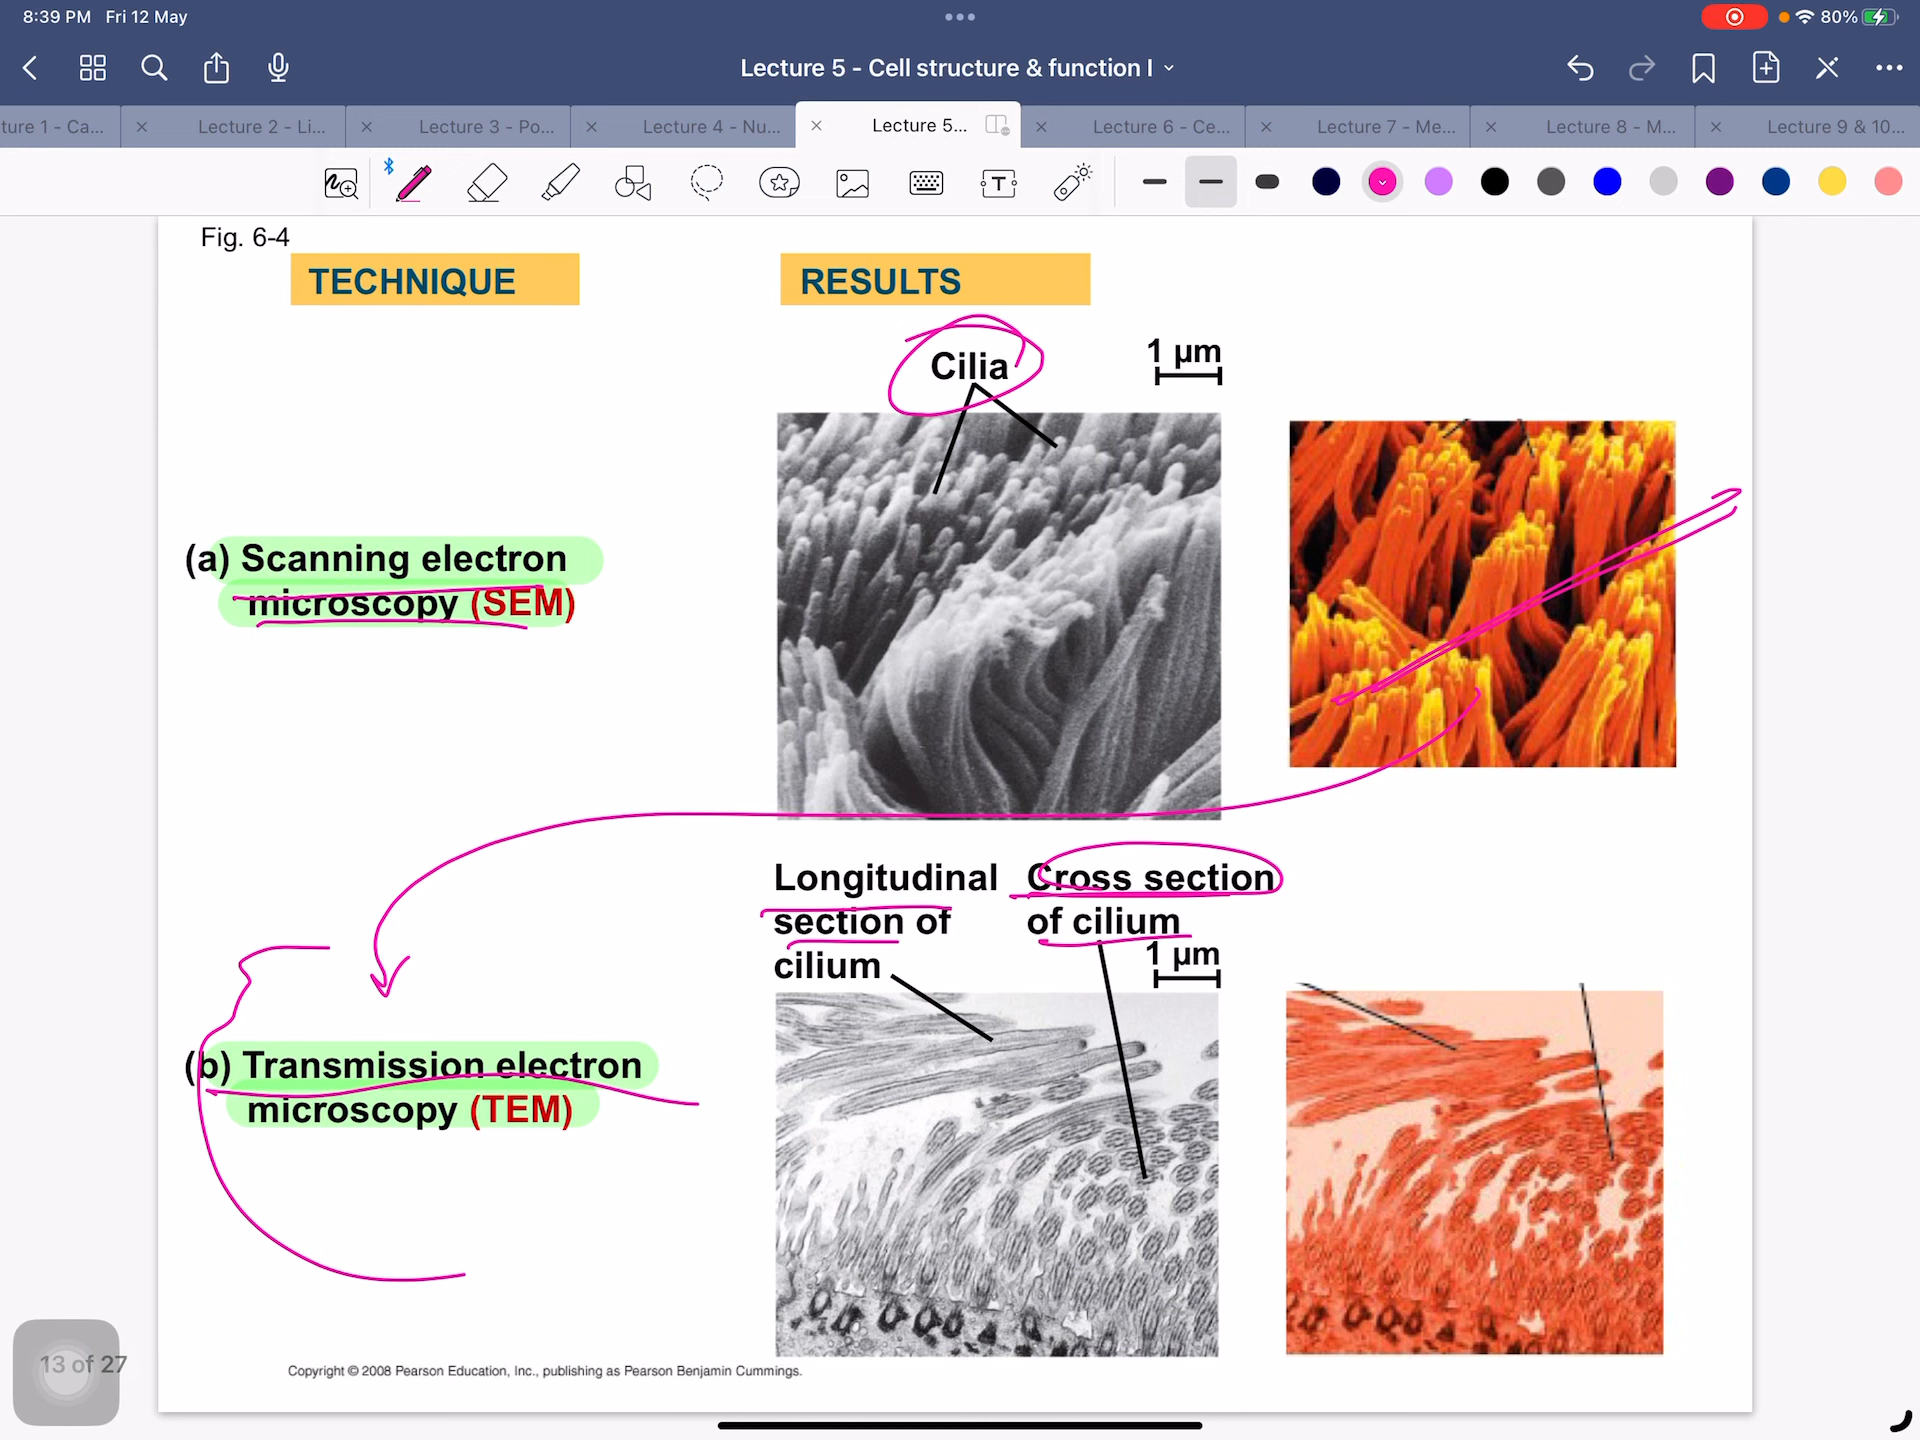 8:39 PM Fri 12 May
80%
Lecture 5 - Cell structure & function I
ture 1 - Ca...
Lecture 2 - Li...
Lecture 3 - Po...
Lecture 4 - Nu...
Lecture 5...
Lecture 6 - Ce...
Lecture 7 - Me...
Lecture 8 - M...
Lecture 9 & 10...
Fig. 6-4
TECHNIQUE
RESULTS
Cilia
1 µm
(a) Scanning electron
microscopy (SEM)
Longitudinal
section of
cilium
Cross section
of cilium
1 µm
(b) Transmission electron
microscopy (TEM)
13 of 27
Copyright © 2008 Pearson Education, Inc., publishing as Pearson Benjamin Cummings.